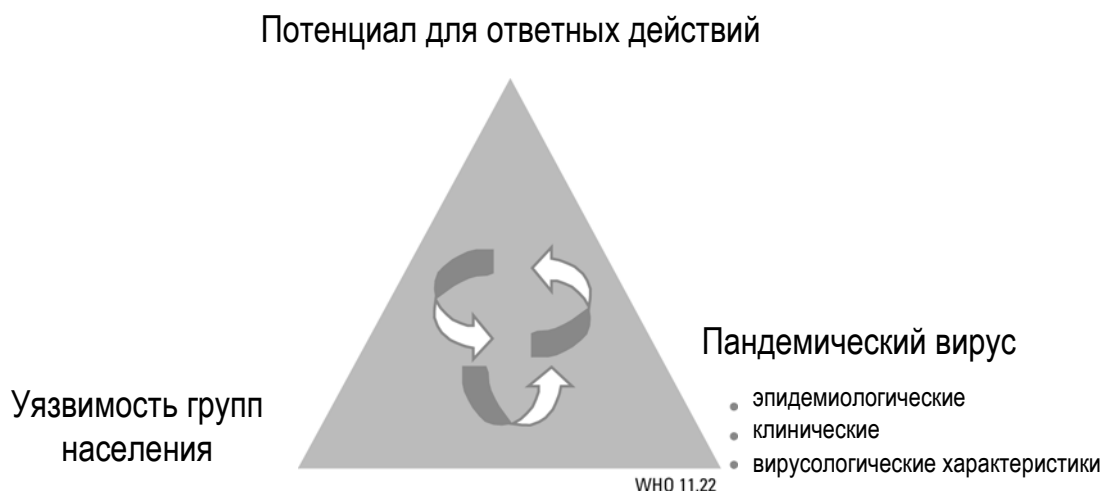 Потенциал для ответных действий
Пандемический вирус
Уязвимость групп
населения
эпидемиологические
клинические
вирусологические характеристики
WHO 11.22